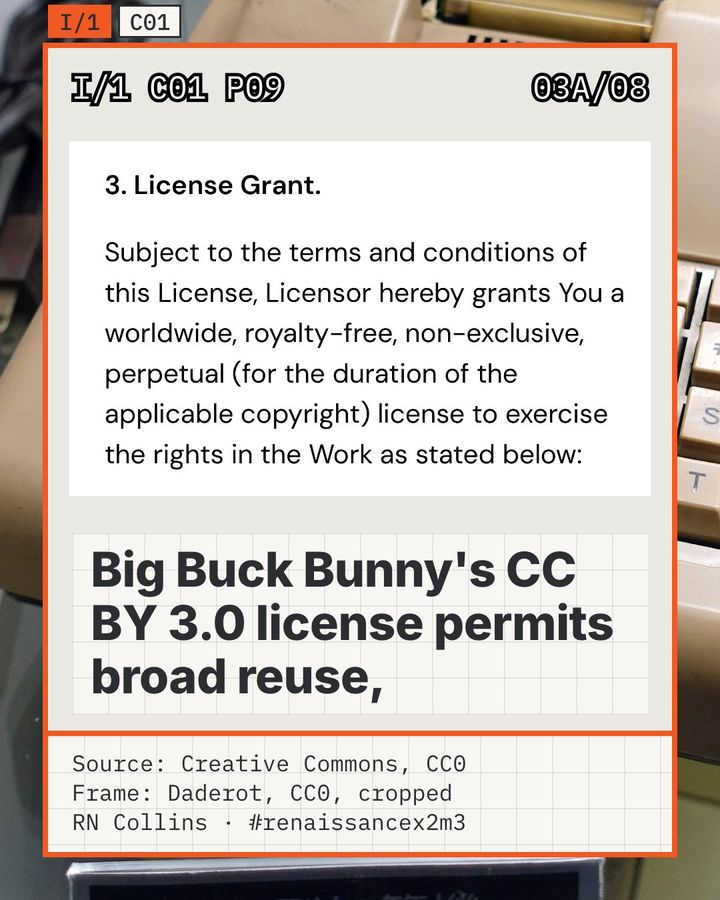 I/1 C01
I/1 C01 P09 03A/08
3. License Grant.
Subject to the terms and conditions of
this License, Licensor hereby grants You a
worldwide, royalty-free, non-exclusive,
perpetual (for the duration of the
applicable copyright) license to exercise
the rights in the Work as stated below:
S
T
Big Buck Bunny's CC
BY 3.0 license permits
broad reuse,
Source: Creative Commons, CC0
Frame: Daderot, CC0, cropped
RN Collins · #renaissancex2m3